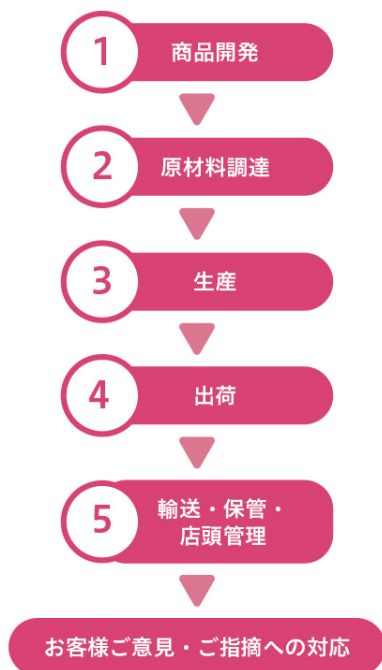 1
商品開発
2
原材料調達
3
生産
4
出荷
5
輸送・保管・
店頭管理
お客様ご意見・ご指摘への対応